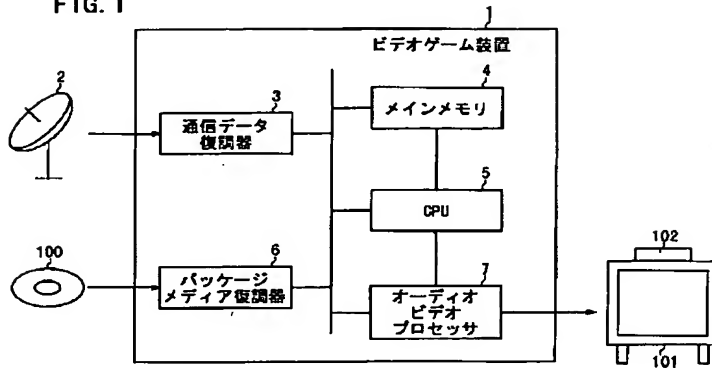 FIG. 1
1
ビデオゲーム装置
2
3
通信データ
復調器
4
メインメモリ
5
CPU
100
6
パッケージ
メディア復調器
7
オーディオ
ビデオ
プロセッサ
102
101